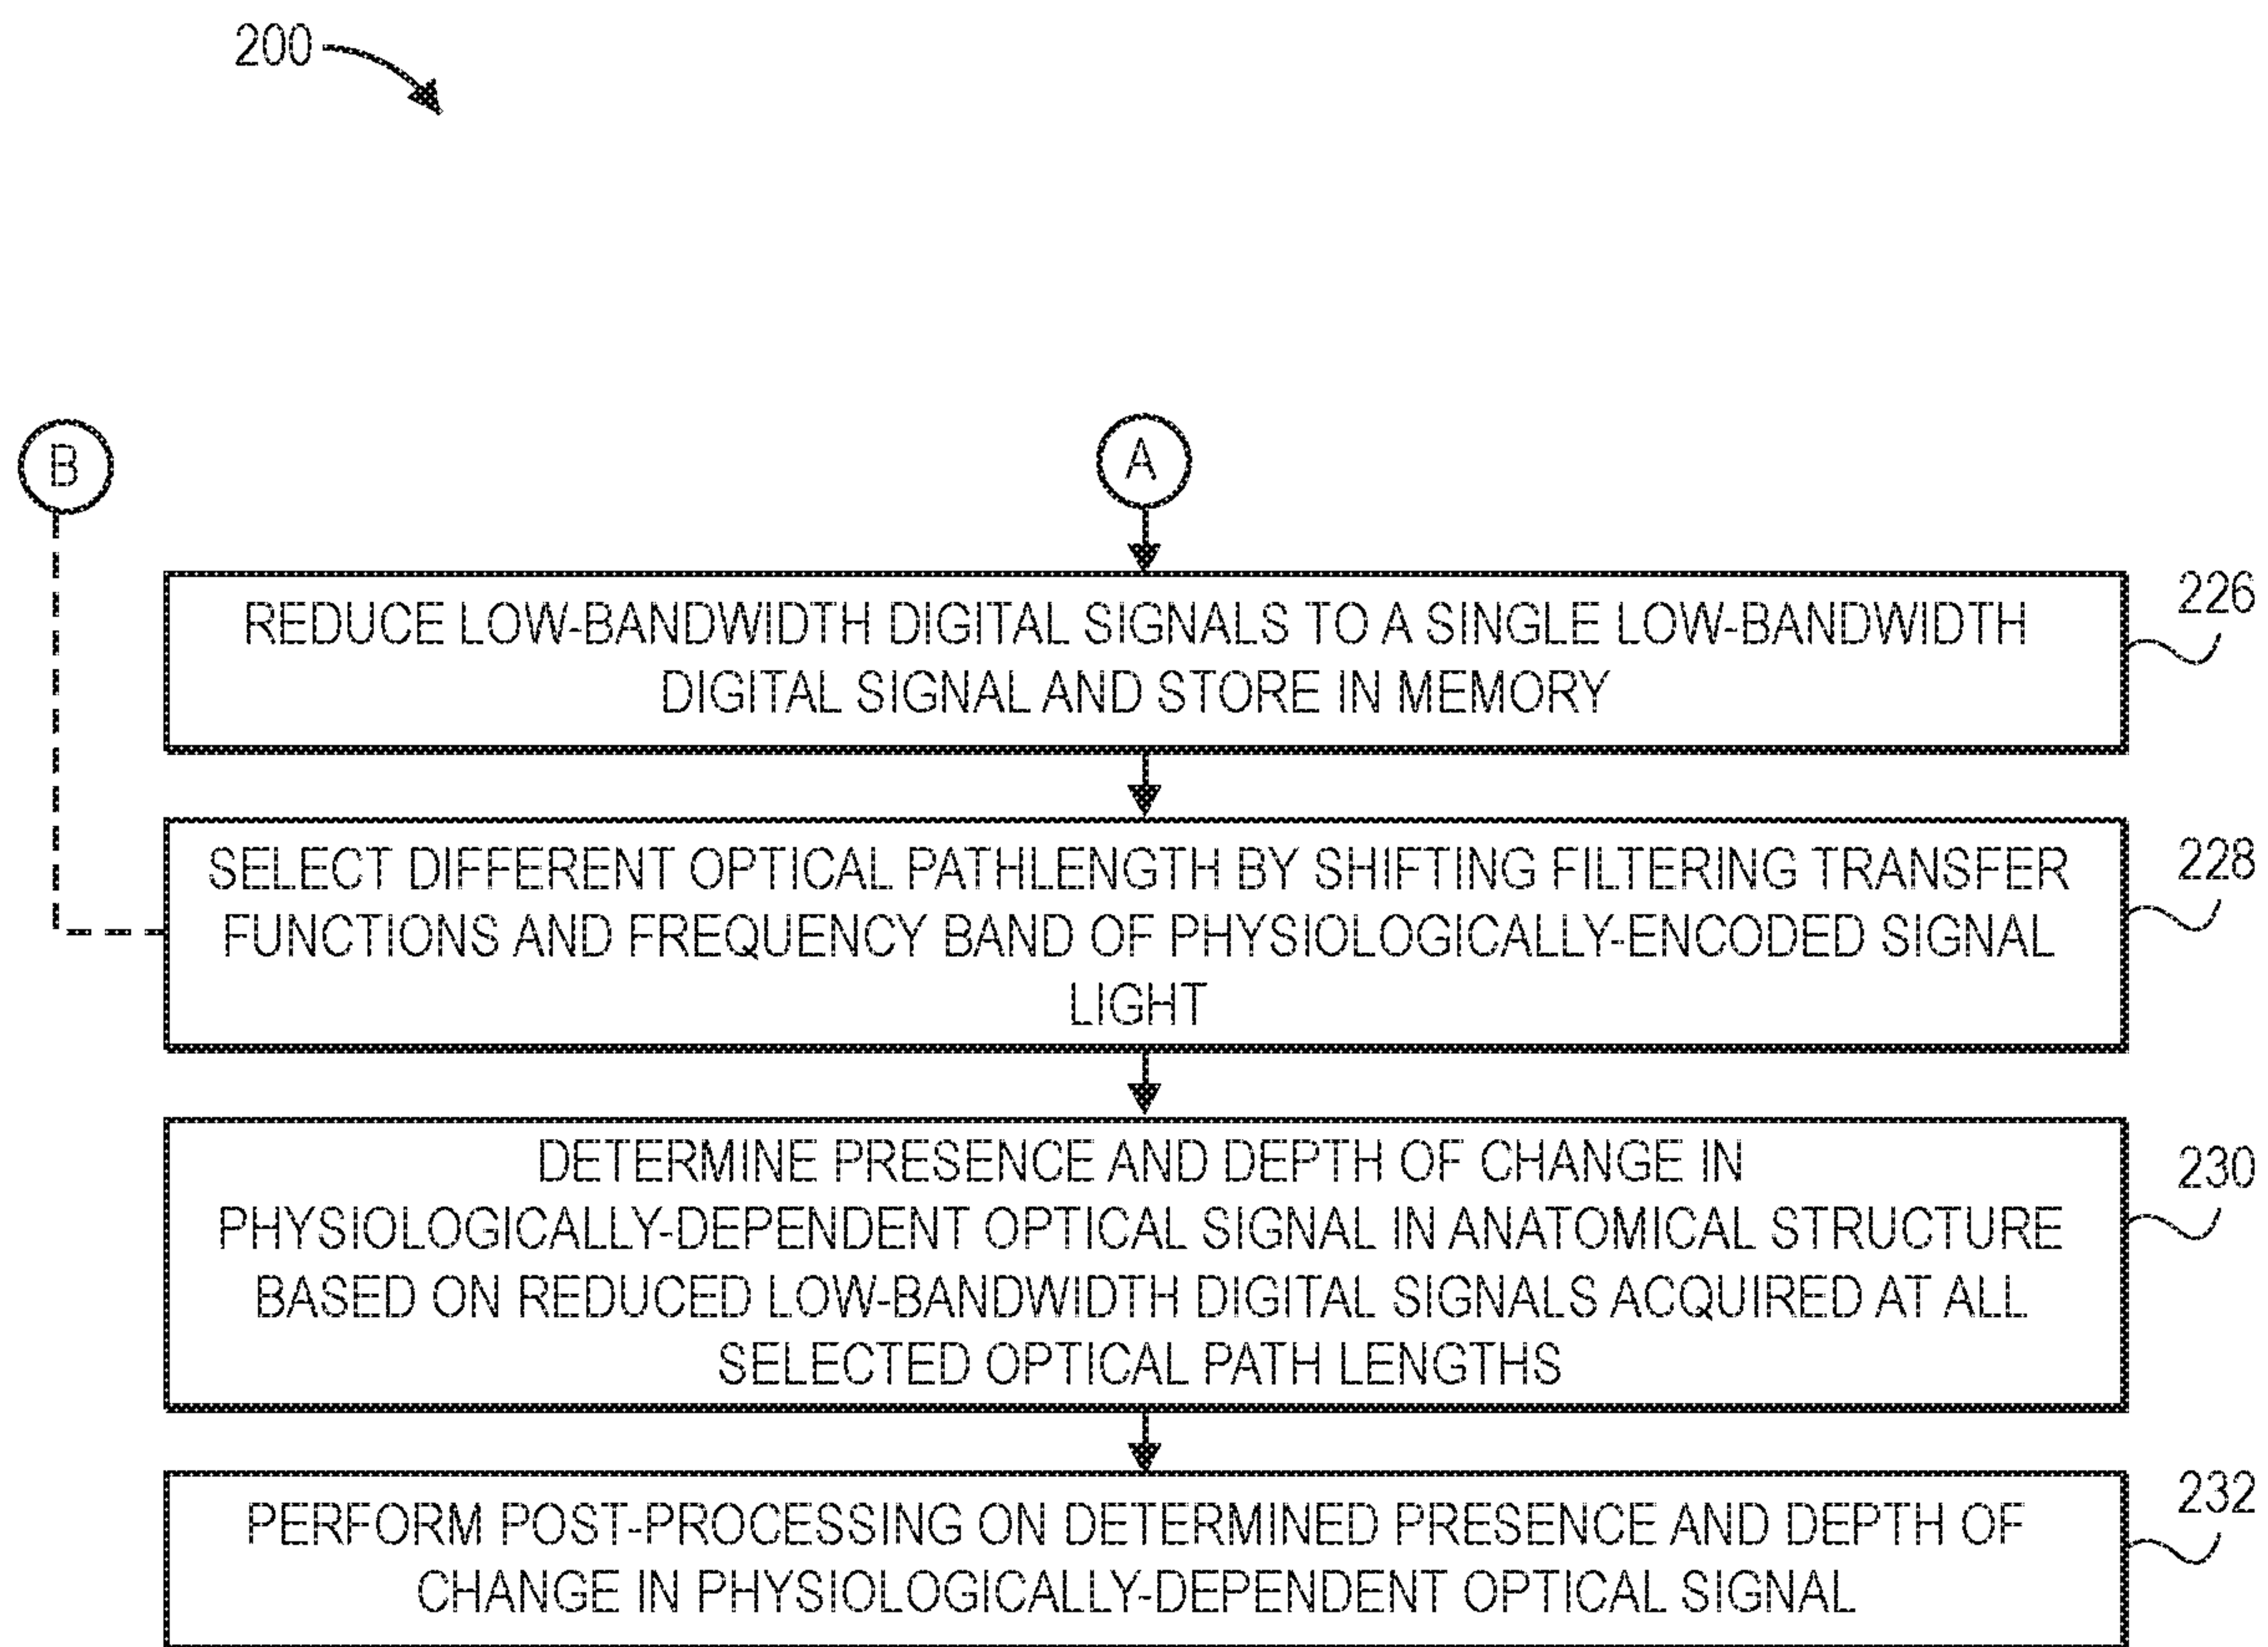 200
B
A
REDUCE LOW-BANDWIDTH DIGITAL SIGNALS TO A SINGLE LOW-BANDWIDTH
DIGITAL SIGNAL AND STORE IN MEMORY
226
SELECT DIFFERENT OPTICAL PATHLENGTH BY SHIFTING FILTERING TRANSFER
FUNCTIONS AND FREQUENCY BAND OF PHYSIOLOGICALLY-ENCODED SIGNAL
LIGHT
228
DETERMINE PRESENCE AND DEPTH OF CHANGE IN
PHYSIOLOGICALLY-DEPENDENT OPTICAL SIGNAL IN ANATOMICAL STRUCTURE
BASED ON REDUCED LOW-BANDWIDTH DIGITAL SIGNALS ACQUIRED AT ALL
SELECTED OPTICAL PATH LENGTHS
230
PERFORM POST-PROCESSING ON DETERMINED PRESENCE AND DEPTH OF
CHANGE IN PHYSIOLOGICALLY-DEPENDENT OPTICAL SIGNAL
232